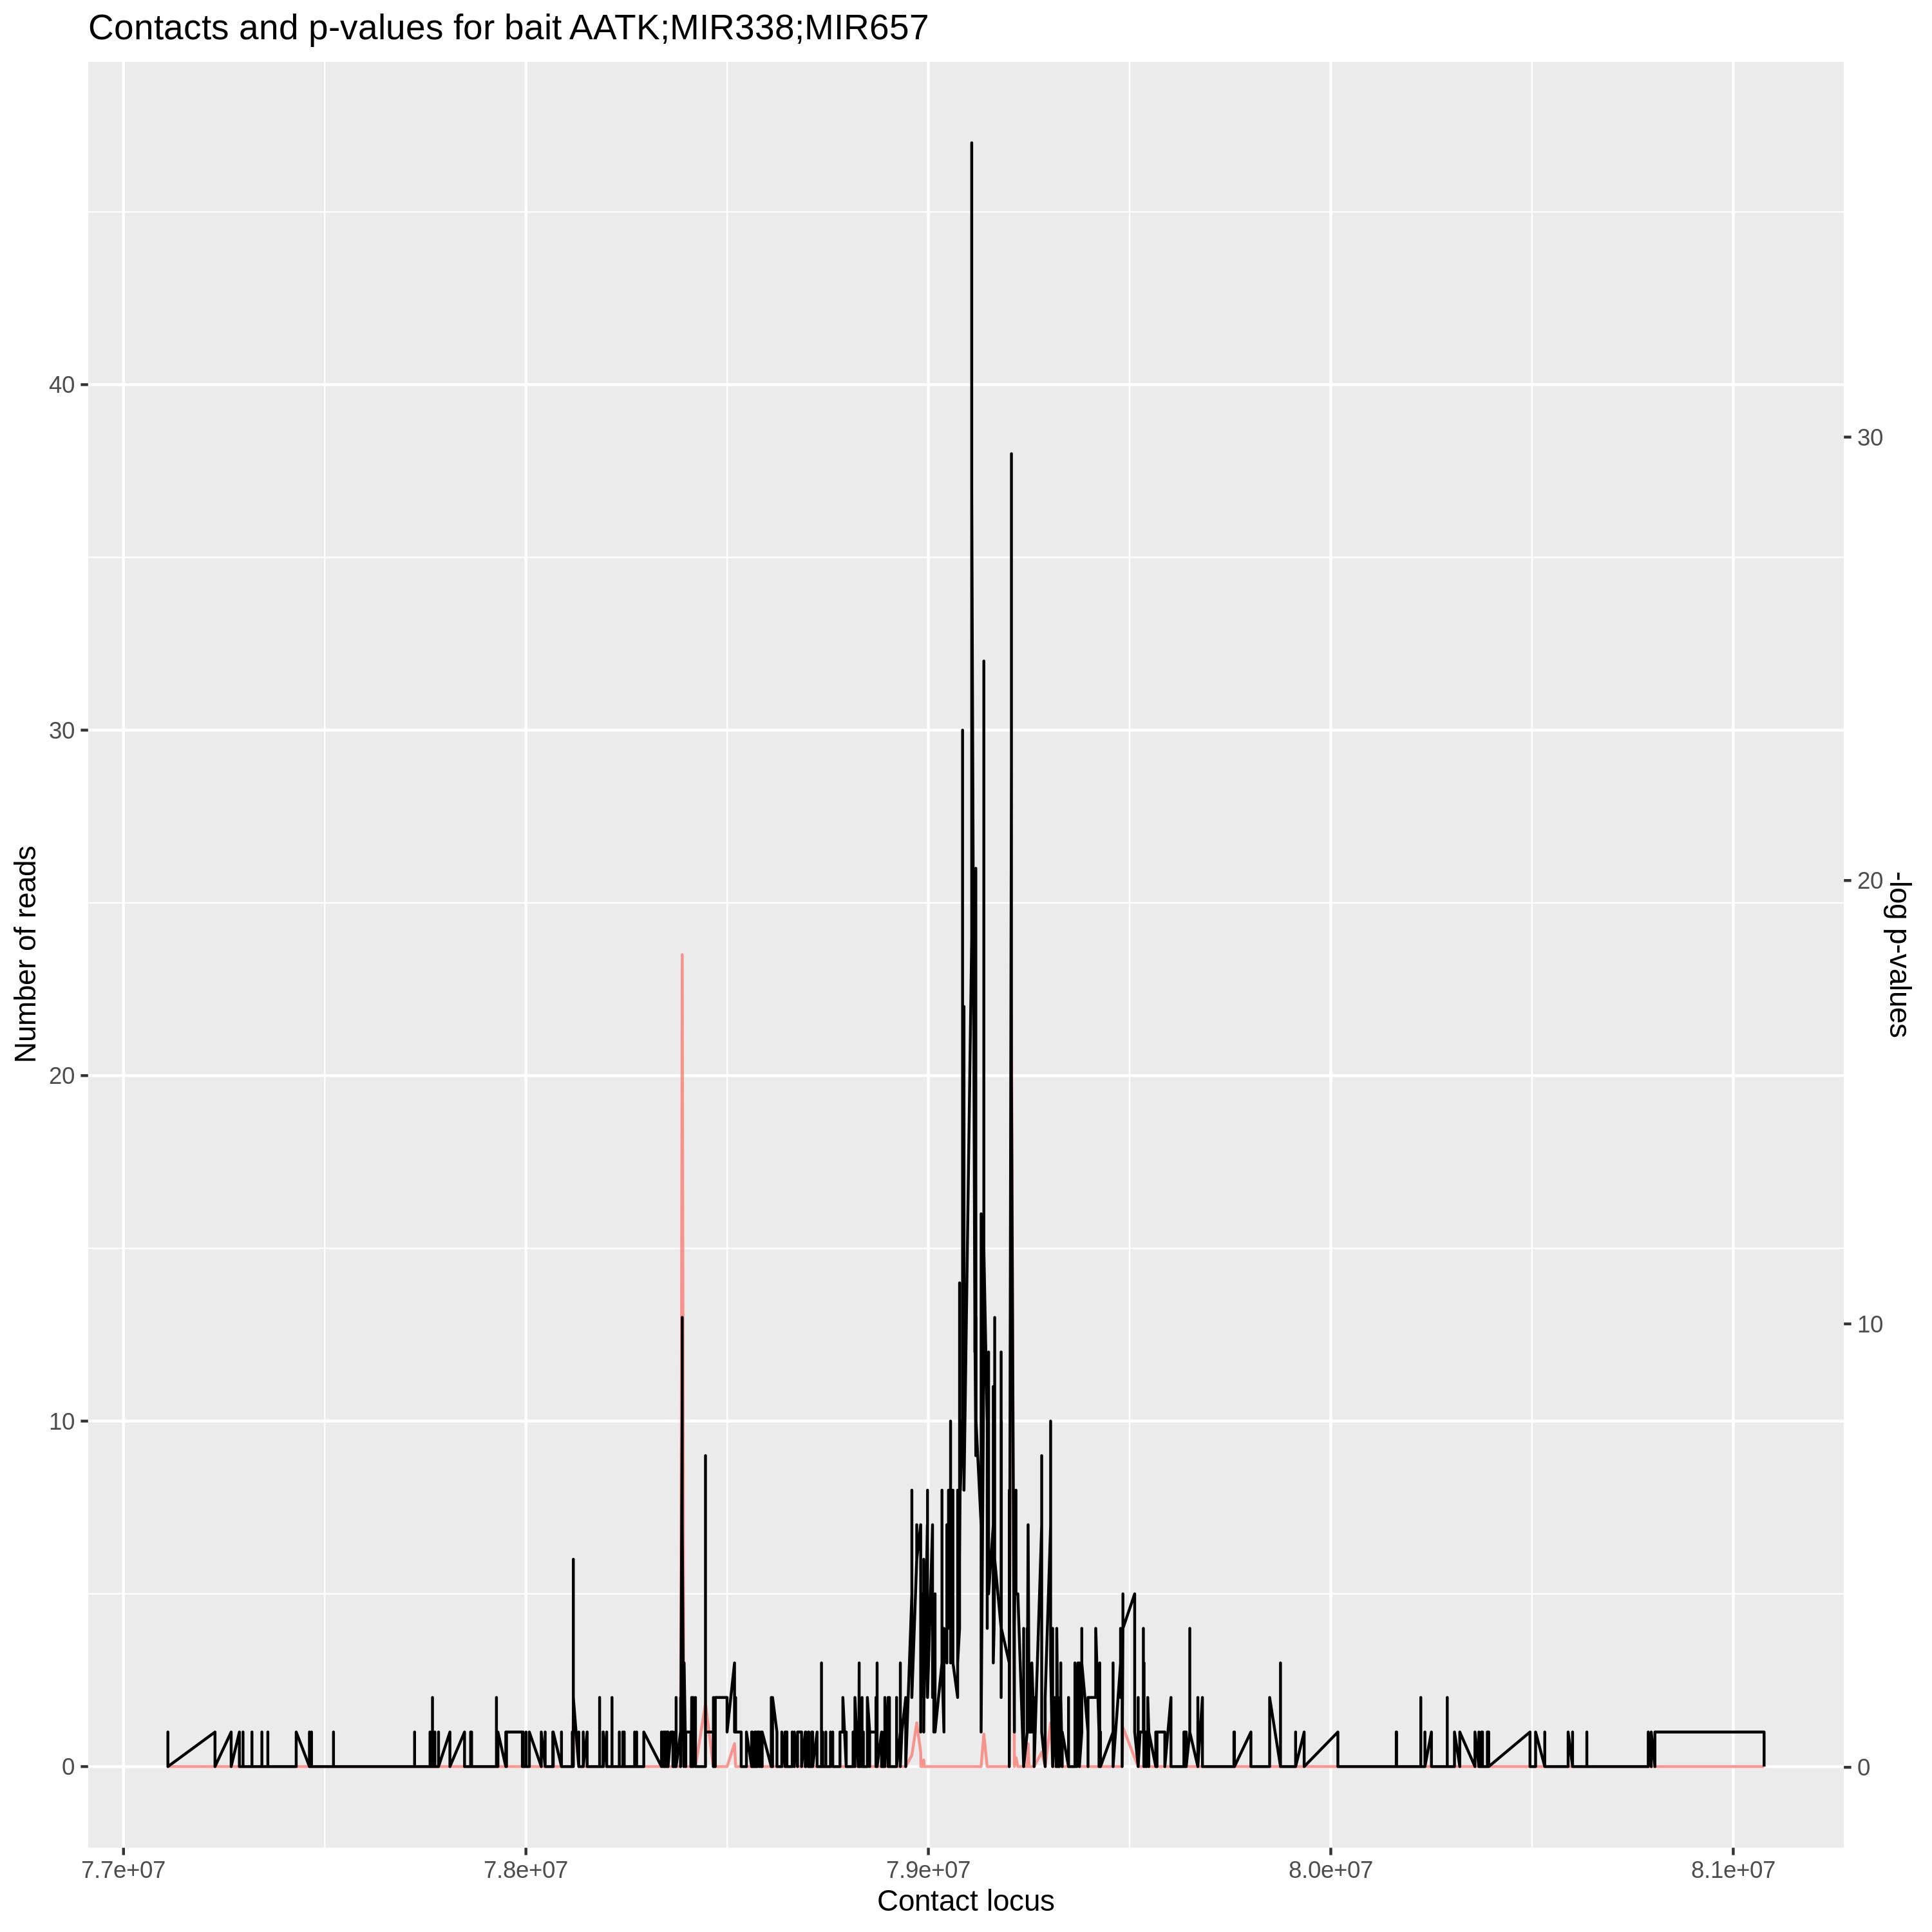 Contacts and p-values for bait AATK;MIR338;MIR657
40
30
20
10
0
Number of reads
30
20
10
0
-log p-values
7.7e+07 7.8e+07 7.9e+07 8.0e+07 8.1e+07
Contact locus